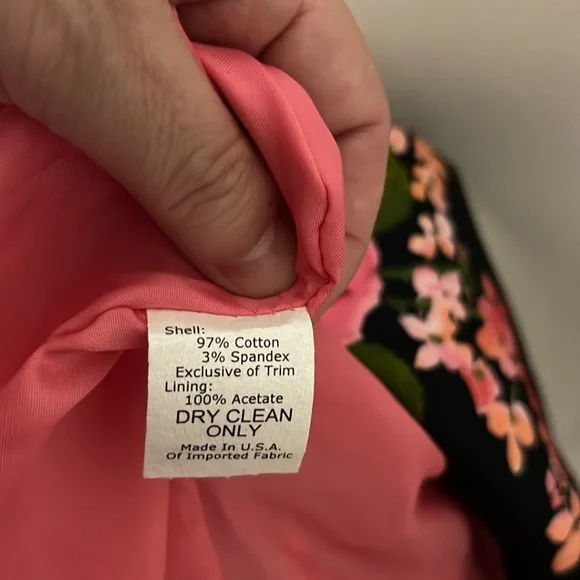 Shell:
97% Cotton
3% Spandex
Exclusive of Trim
Lining:
100% Acetate
DRY CLEAN
ONLY
Made In U.S.A.
Of Imported Fabric